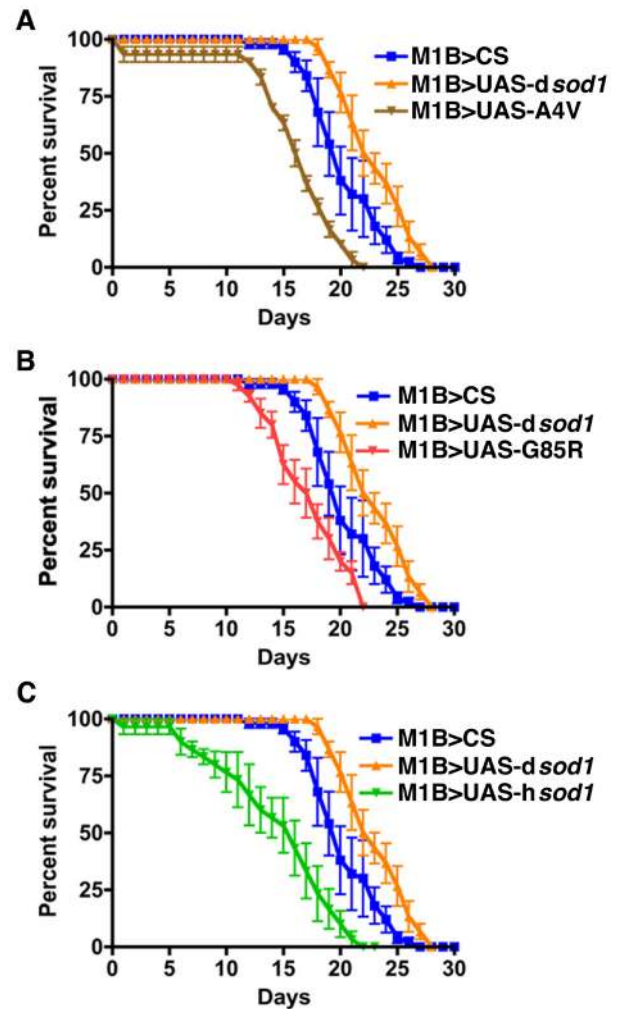 A
100
75
50
25
0
Percent survival
M1B>CS
M1B>UAS-dsod1
M1B>UAS-A4V
0 5 10 15 20 25 30
Days
B
100
75
50
25
0
Percent survival
M1B>CS
M1B>UAS-dsod1
M1B>UAS-G85R
0 5 10 15 20 25 30
Days
C
100
75
50
25
0
Percent survival
M1B>CS
M1B>UAS-dsod1
M1B>UAS-hsod1
0 5 10 15 20 25 30
Days